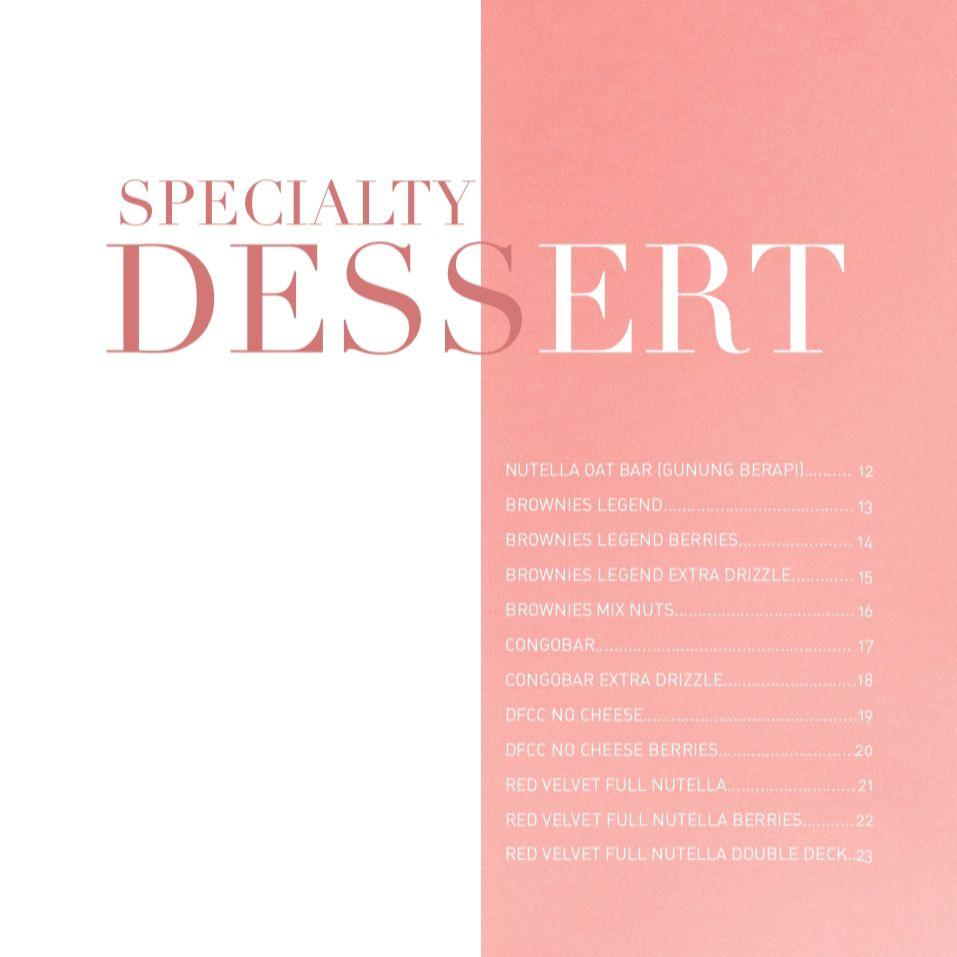 SPECIALTY
DESSERT
NUTELLA OAT BAR (GUNUNG BERAPI).......... 12
BROWNIES LEGEND........................................ 13
BROWNIES LEGEND BERRIES........................ 14
BROWNIES LEGEND EXTRA DRIZZLE............. 15
BROWNIES MIX NUTS...................................... 16
CONGOBAR...................................................... 17
CONGOBAR EXTRA DRIZZLE............................18
DFCC NO CHEESE.............................................19
DFCC NO CHEESE BERRIES.............................20
RED VELVET FULL NUTELLA........................... 21
RED VELVET FULL NUTELLA BERRIES...........22
RED VELVET FULL NUTELLA DOUBLE DECK..23